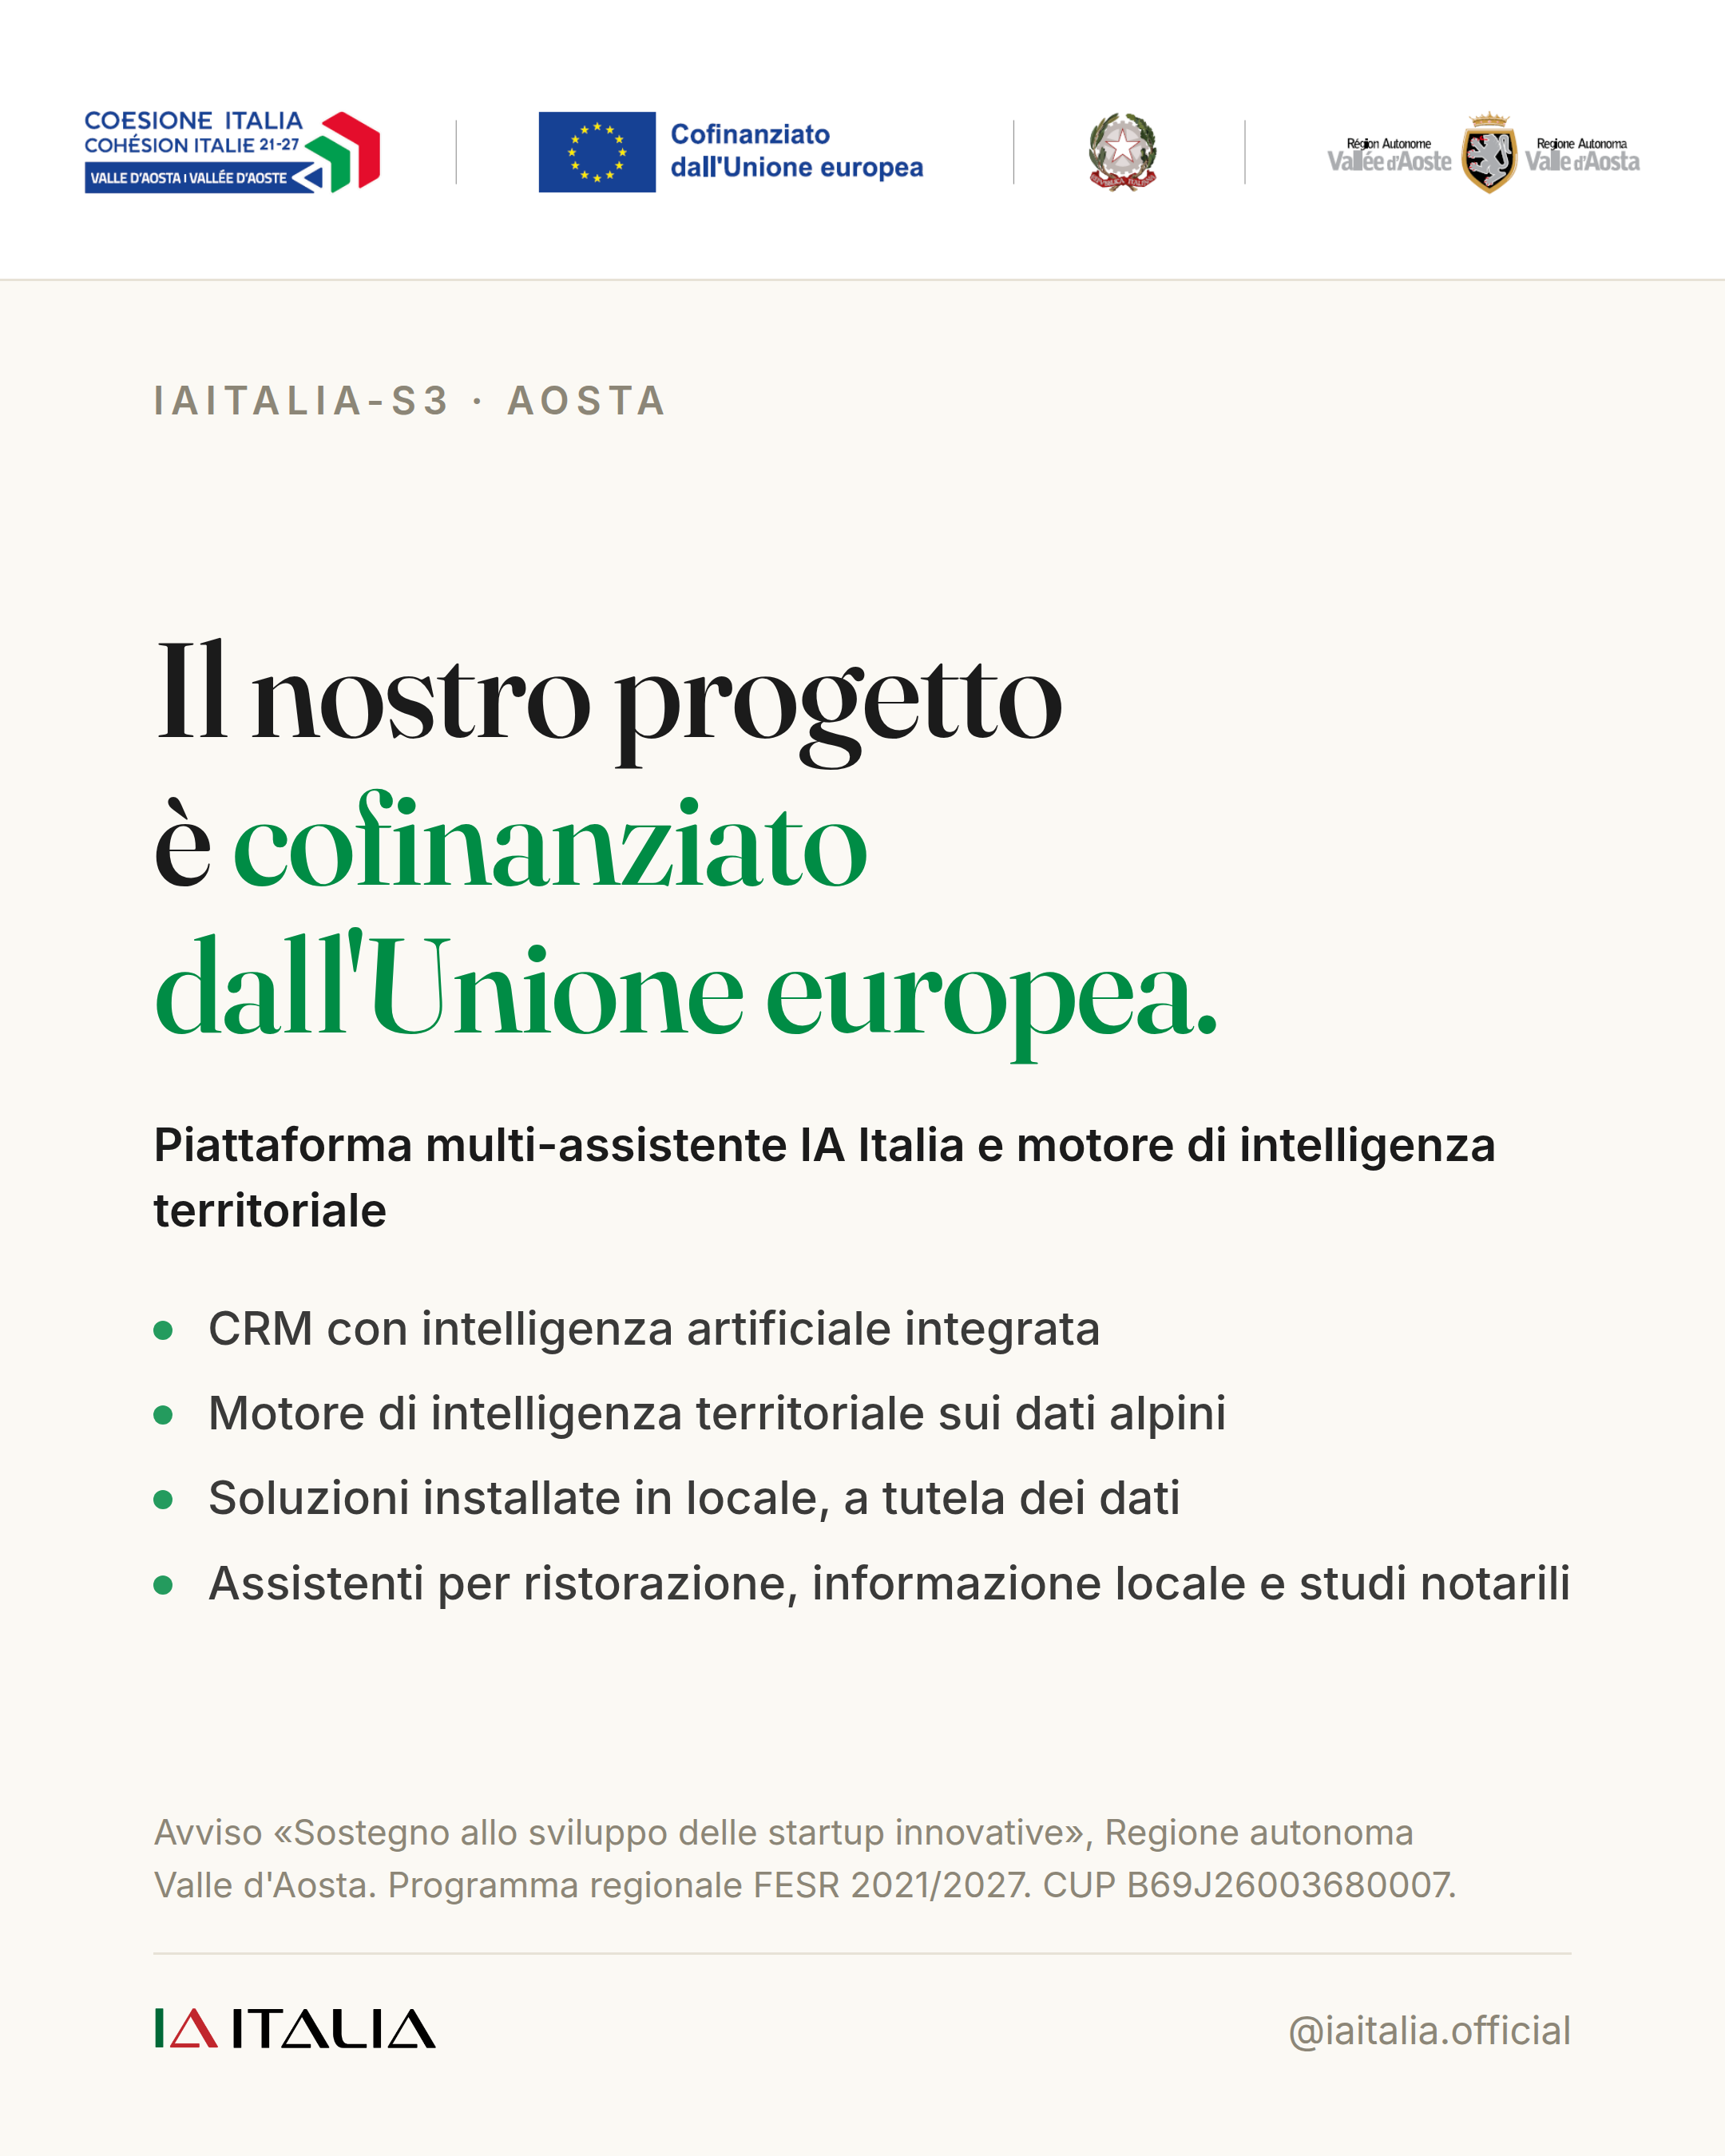 COESIONE ITALIA
COHÉSION ITALIE 21-27
VALLE D'AOSTA | VALLÉE D'AOSTE
Cofinanziato
dall'Unione europea
REPVBBLICA ITALIANA
Région Autonome
Vallée d'Aoste
Regione Autonoma
Valle d'Aosta
IAITALIA-S3 · AOSTA
Il nostro progetto
è cofinanziato
dall'Unione europea.
Piattaforma multi-assistente IA Italia e motore di intelligenza
territoriale
CRM con intelligenza artificiale integrata
Motore di intelligenza territoriale sui dati alpini
Soluzioni installate in locale, a tutela dei dati
Assistenti per ristorazione, informazione locale e studi notarili
Avviso «Sostegno allo sviluppo delle startup innovative», Regione autonoma
Valle d'Aosta. Programma regionale FESR 2021/2027. CUP B69J26003680007.
IA ITALIA
@iaitalia.official